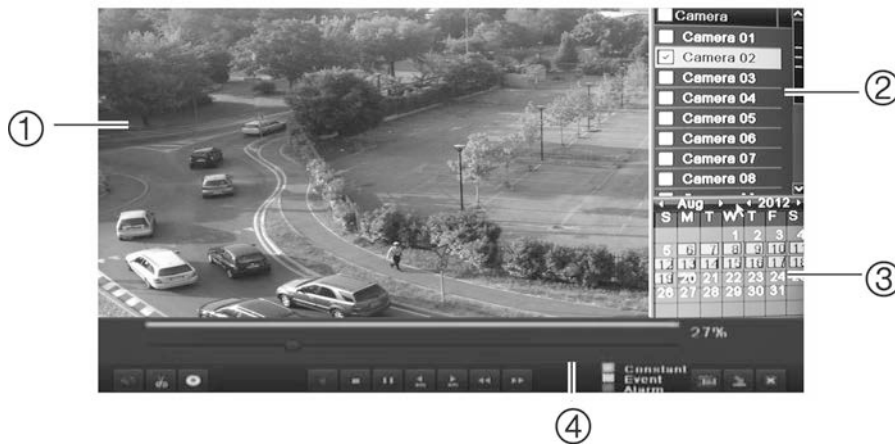 Camera
Camera 01
Camera 02
Camera 03
Camera 04
Camera 05
Camera 06
Camera 07
Camera 08
Aug 2012
S M T W T F S
1 2 3 4
5 6 7 8 9 10 11
12 13 14 15 16 17 18
19 20 21 22 23 24
26 27 28 29 30 31
27%
Constant
Event
Alarm
1
2
3
4